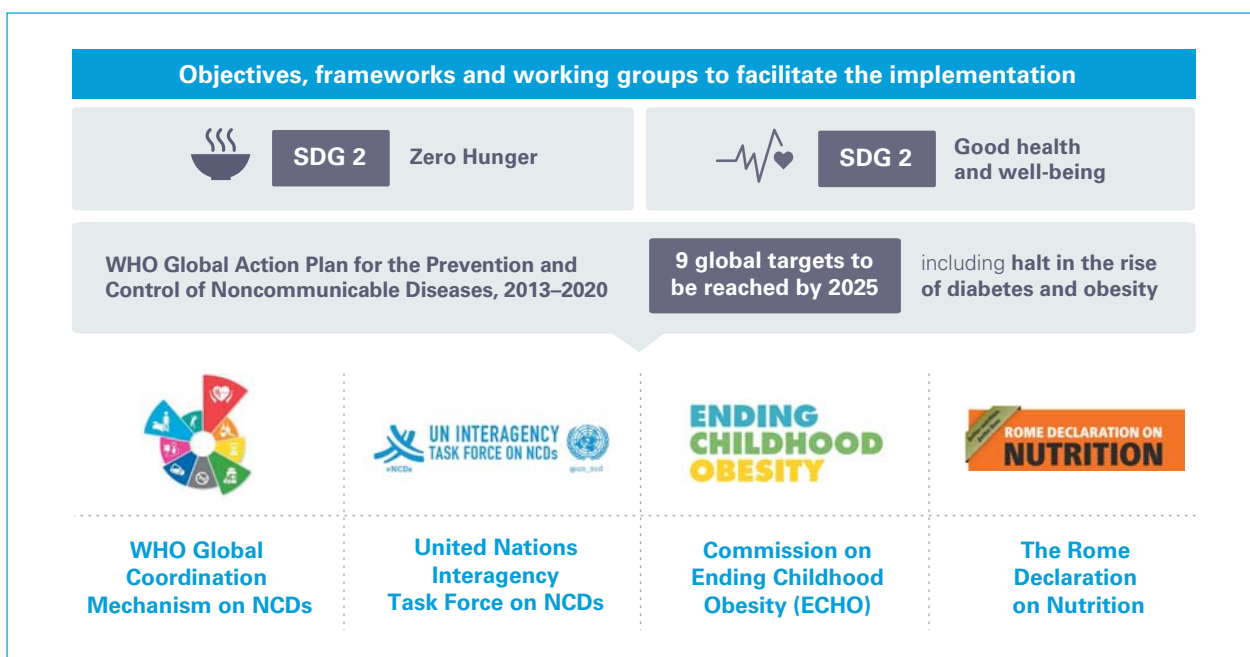 Objectives, frameworks and working groups to facilitate the implementation
SDG 2
Zero Hunger
SDG 2
Good health
and well-being
WHO Global Action Plan for the Prevention and
Control of Noncommunicable Diseases, 2013–2020
9 global targets to
be reached by 2025
including halt in the rise
of diabetes and obesity
UN INTERAGENCY
TASK FORCE ON NCDs
#NCDs
@un_ncd
ENDING
CHILDHOOD
OBESITY
ROME DECLARATION ON
NUTRITION
WHO Global
Coordination
Mechanism on NCDs
United Nations
Interagency
Task Force on NCDs
Commission on
Ending Childhood
Obesity (ECHO)
The Rome
Declaration
on Nutrition